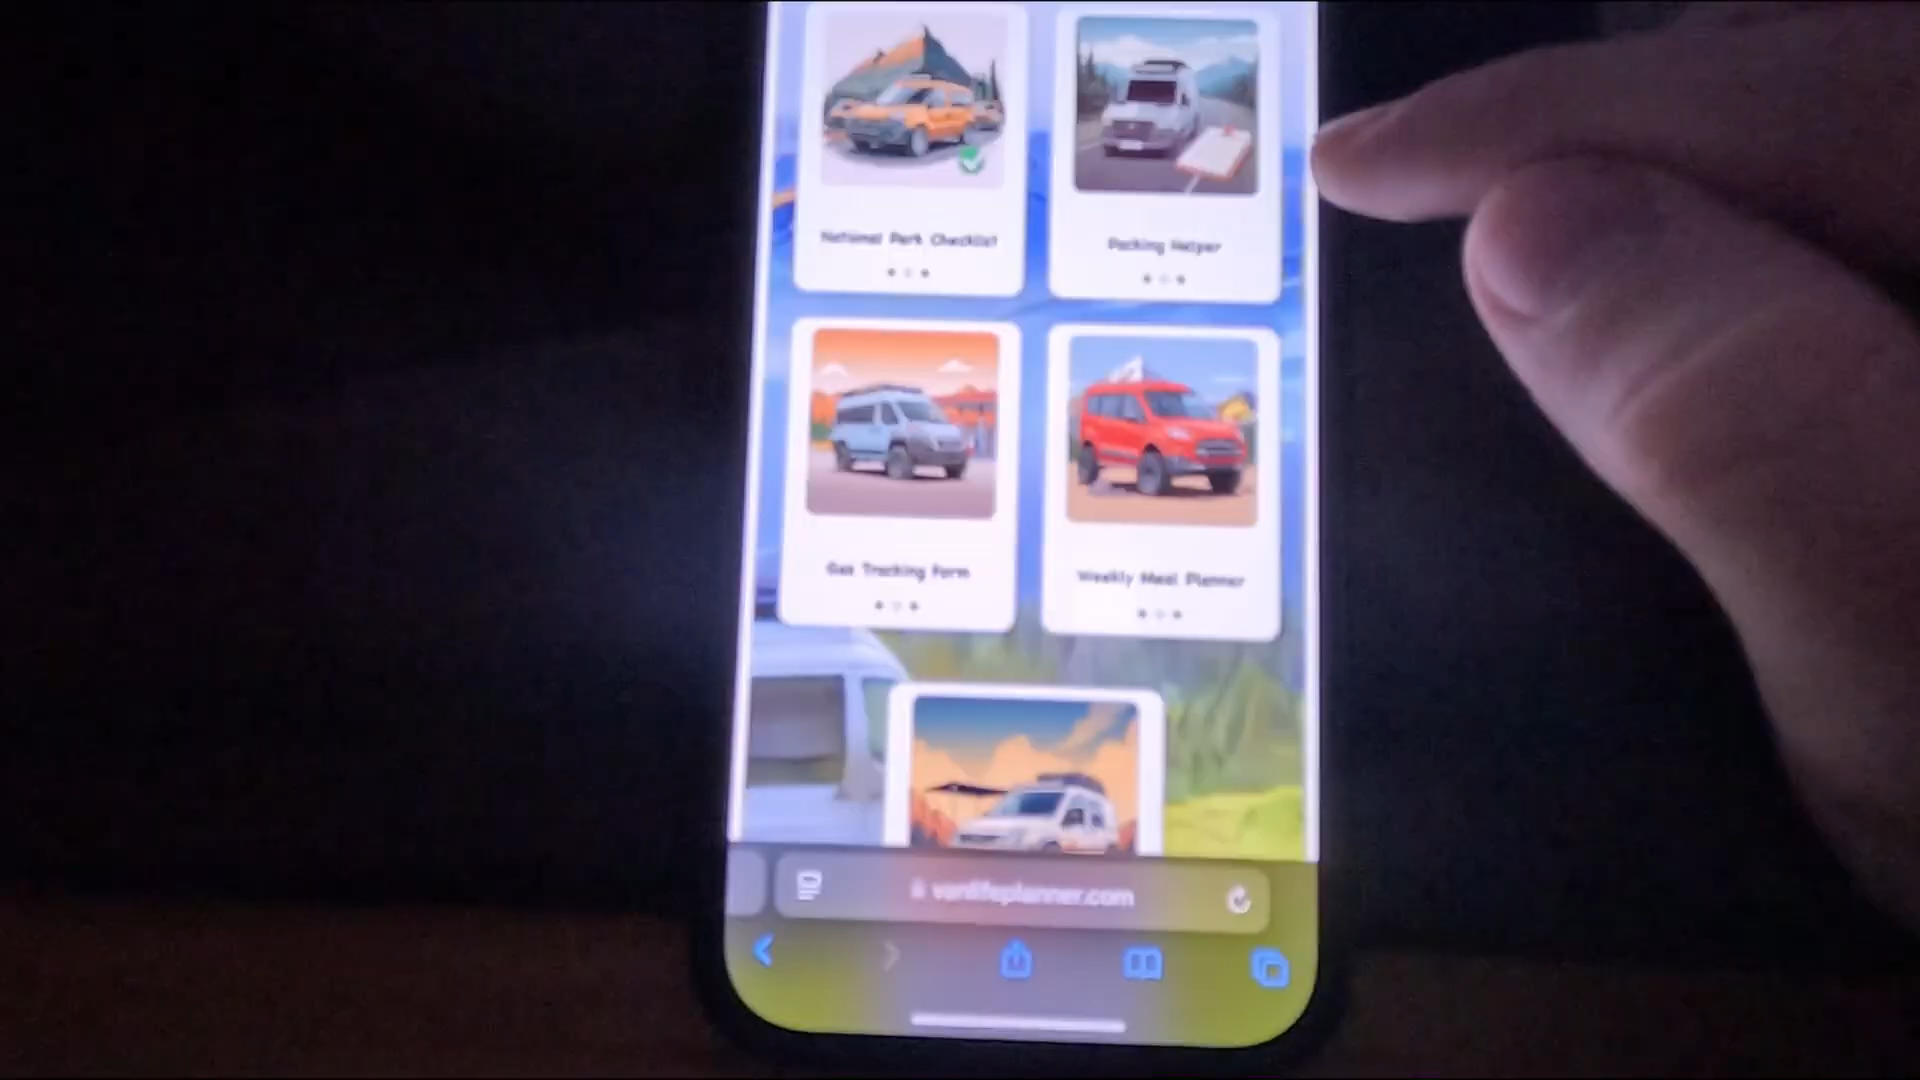 National Park Checklist
Packing Helper
Gas Tracking Form
Weekly Meal Planner
vanlifeplanner.com